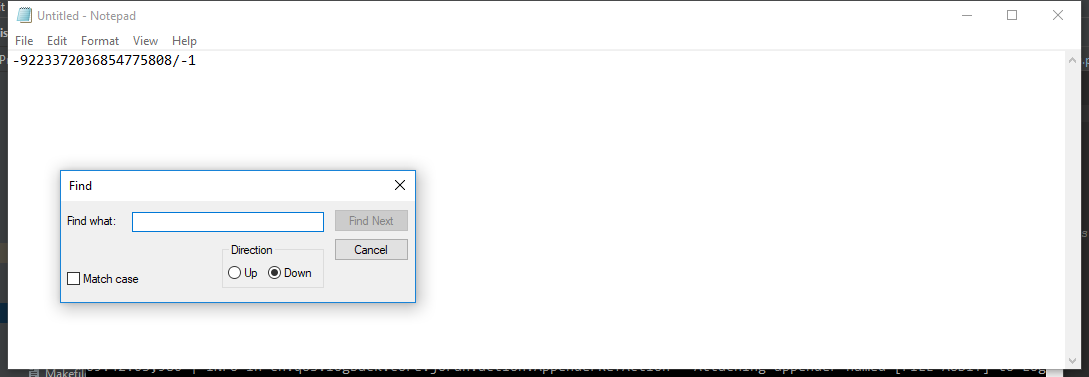 Untitled - Notepad
File Edit Format View Help
-9223372036854775808/-1
Find
Find what:
Find Next
Cancel
Direction
Up Down
Match case